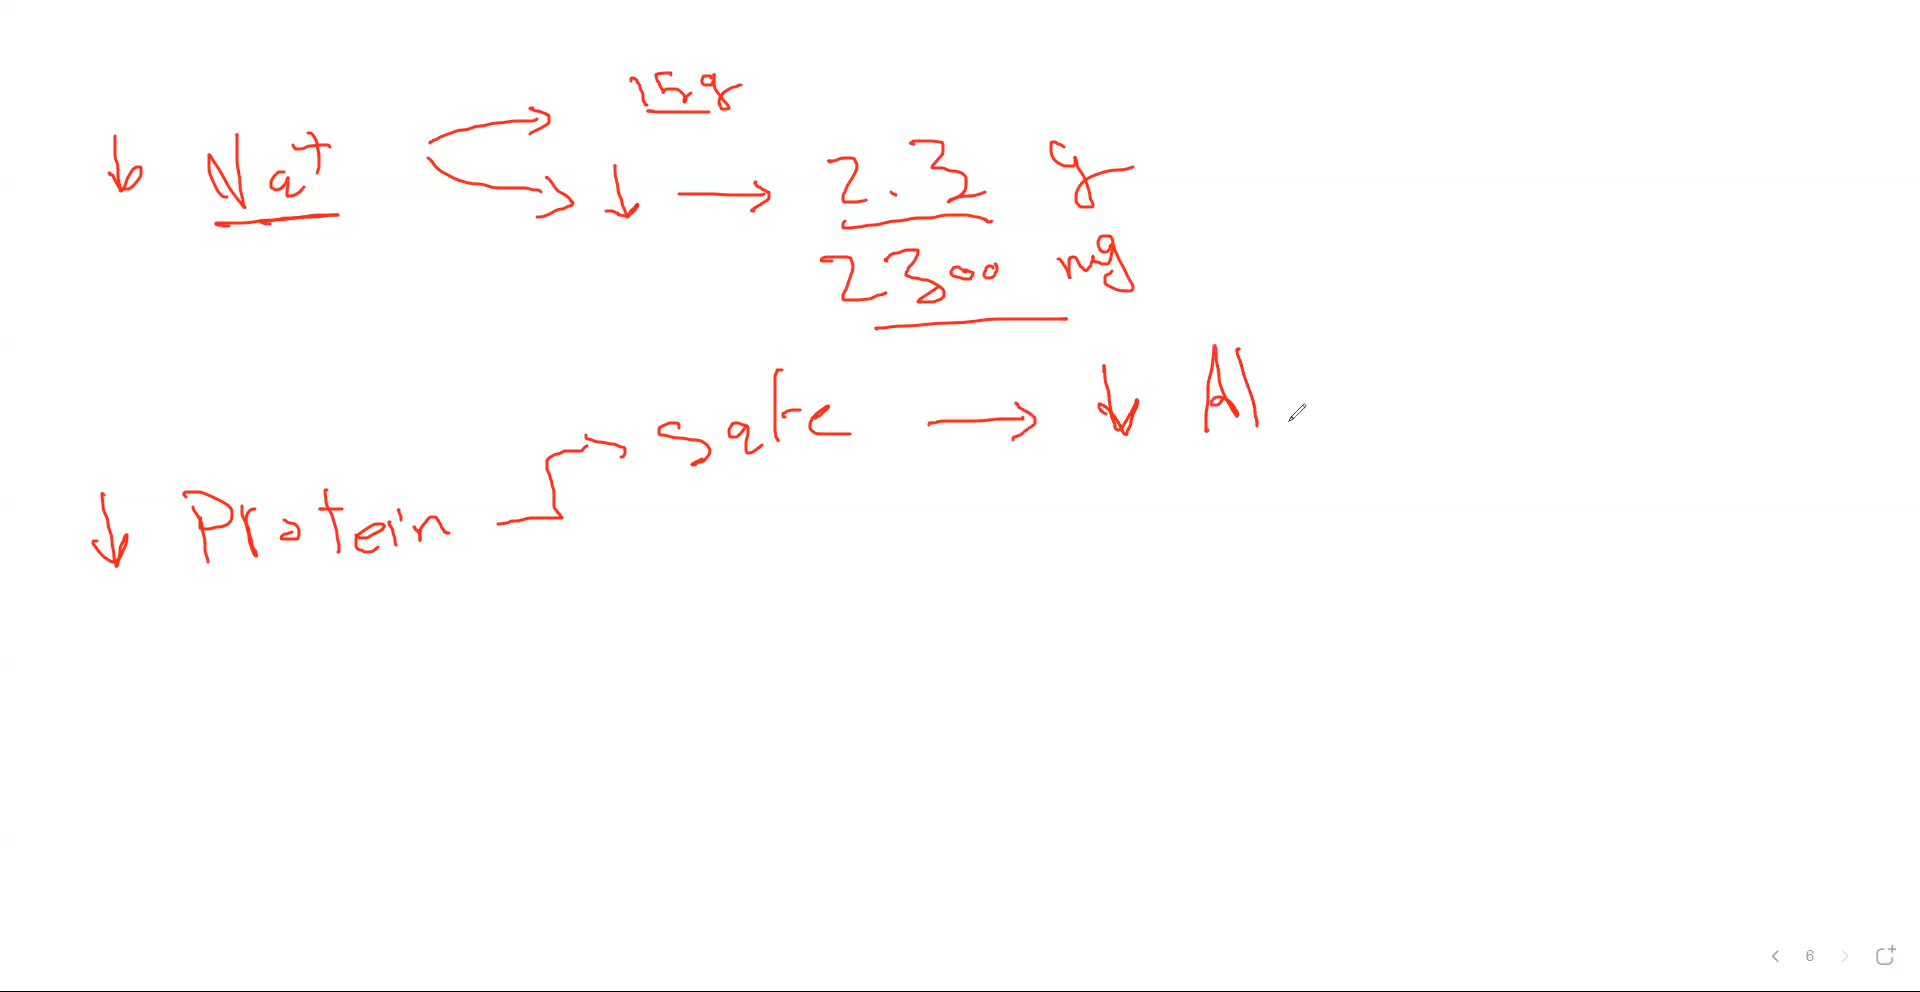 15g
↓ Na⁺ ↓ → 2.3 g
2300 mg
Safe → ↓ Al
↓ Protein
6